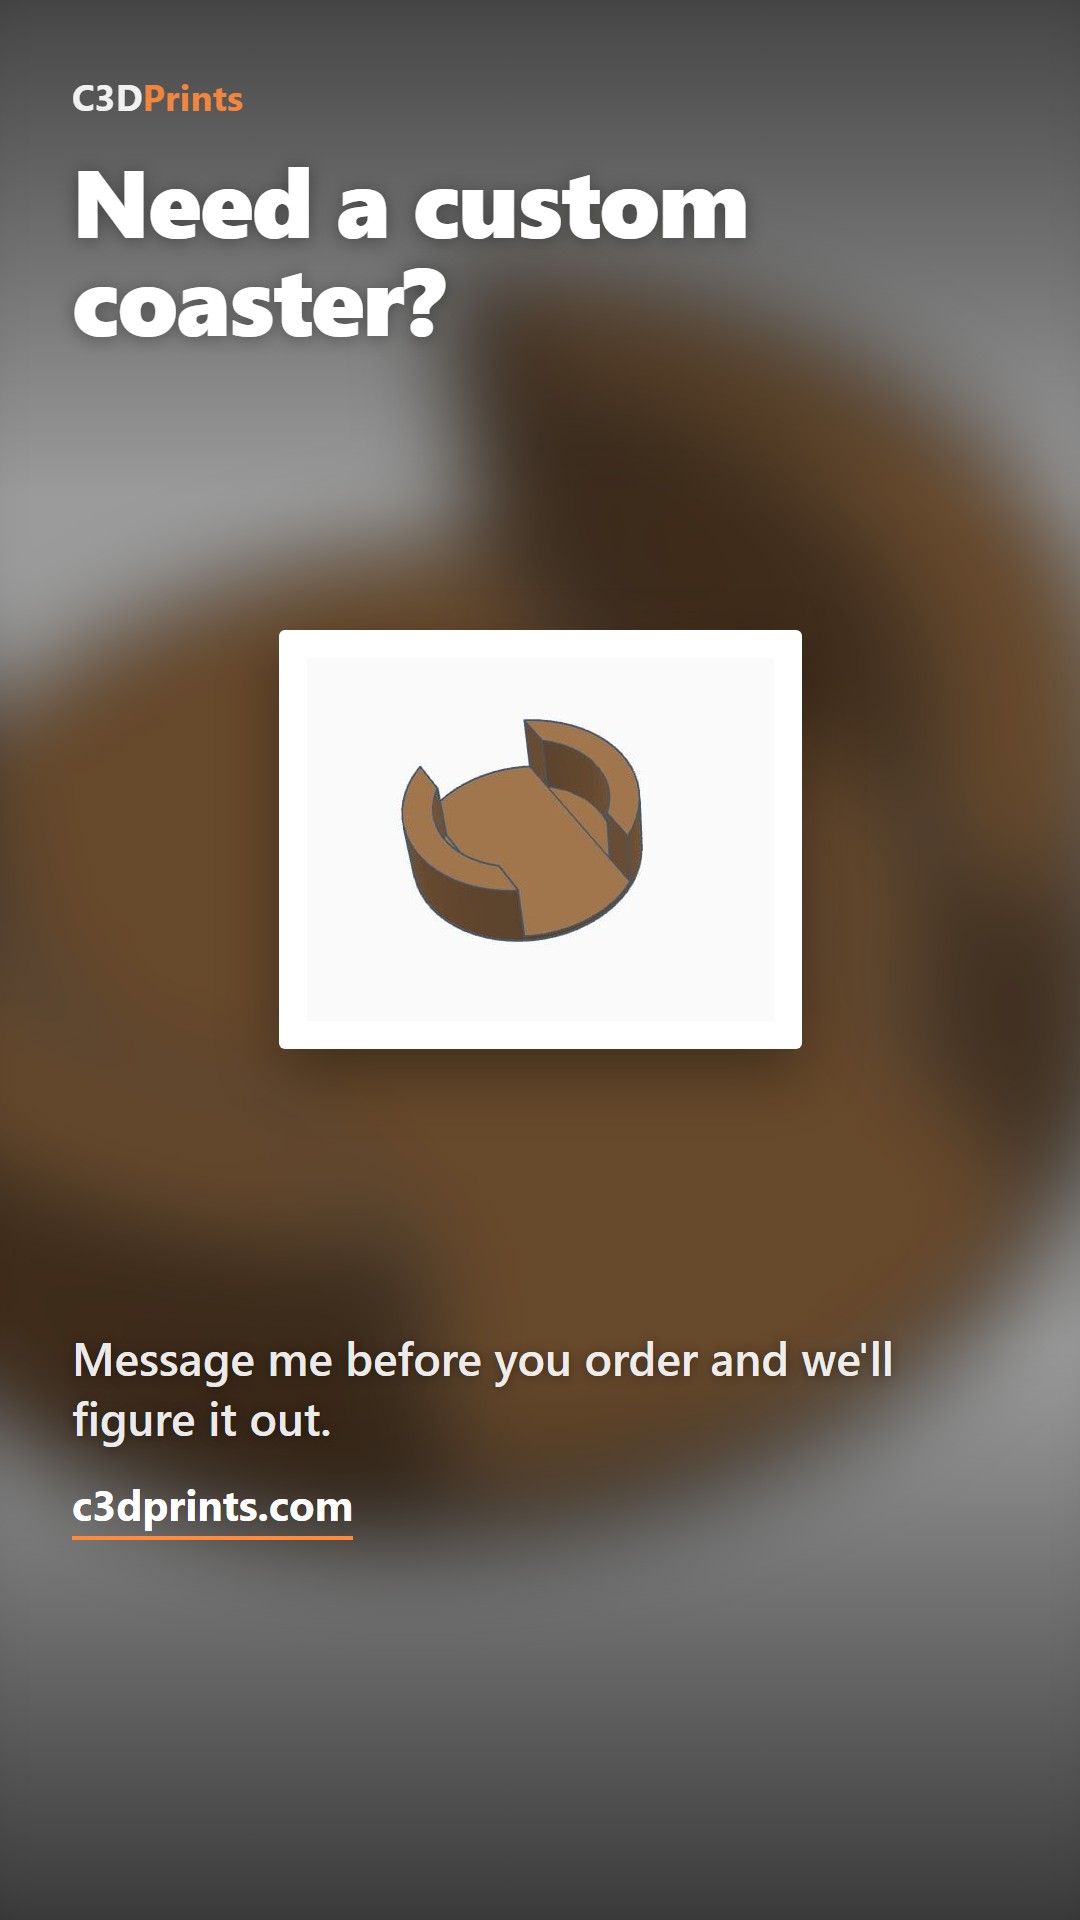 C3DPrints
Need a custom
coaster?
Message me before you order and we'll
figure it out.
c3dprints.com